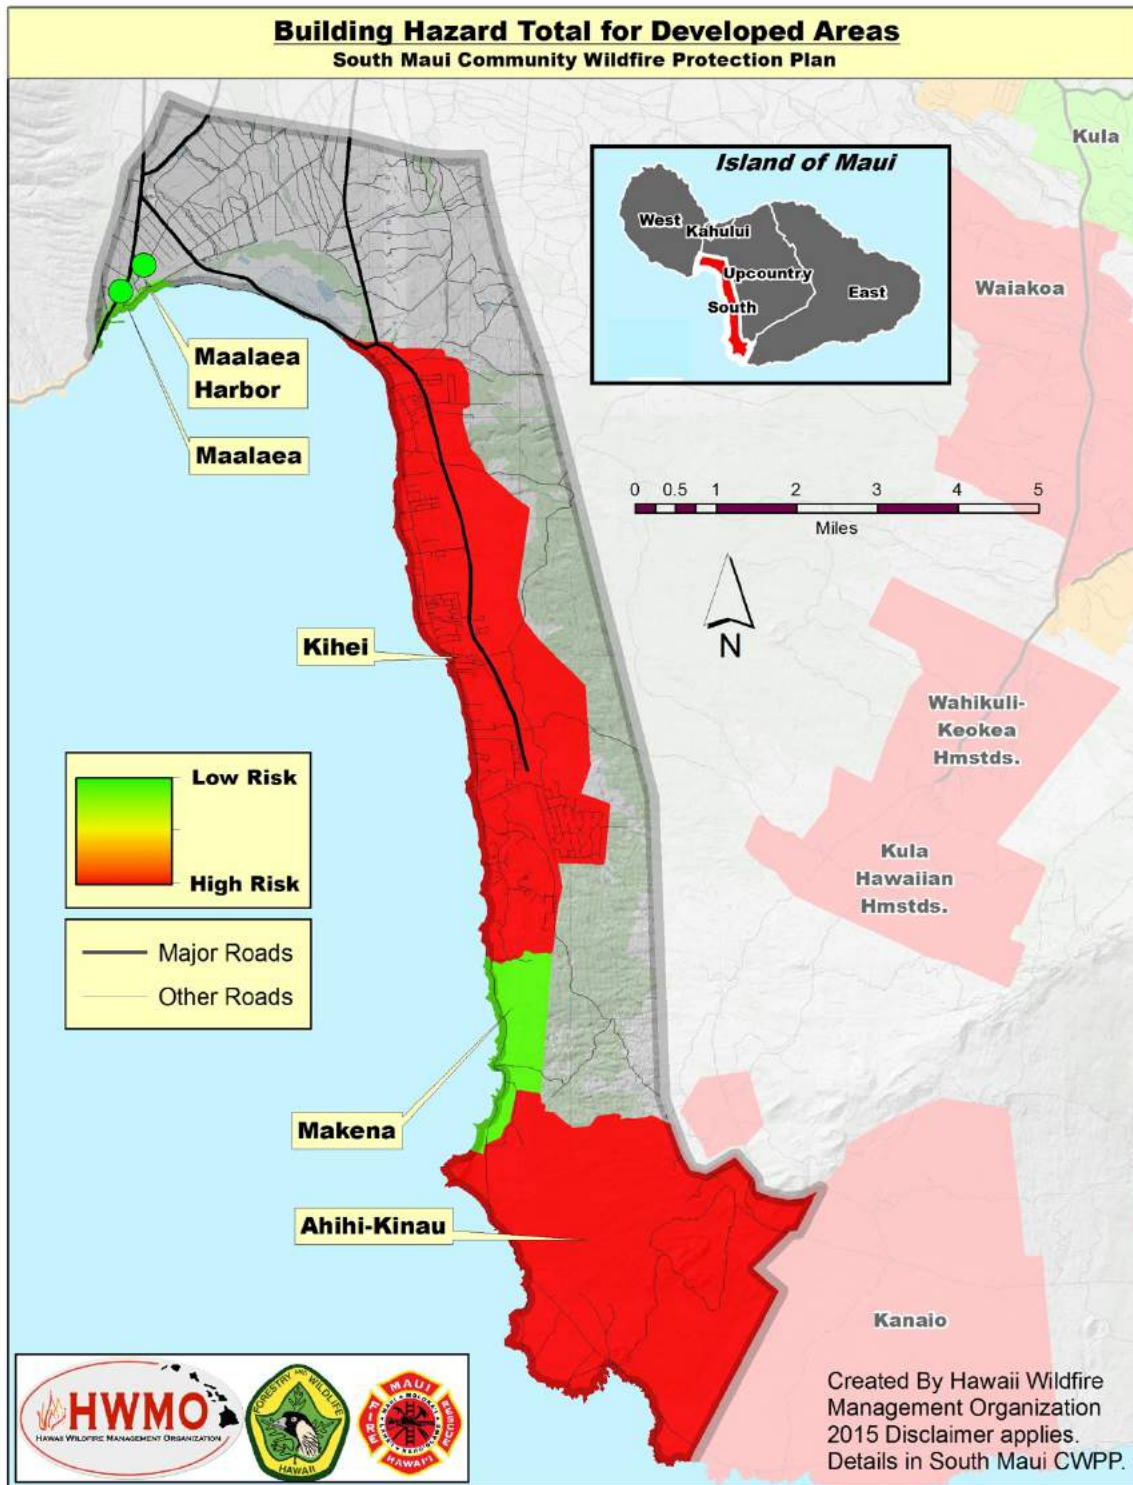 Building Hazard Total for Developed Areas
South Maui Community Wildfire Protection Plan
Kula
Island of Maui
West
Kahului
Upcountry
East
South
Waiakoa
Maalaea
Harbor
Maalaea
0 0.5 1 2 3 4 5
Miles
N
Kihei
Wahikuli-
Keokea
Hmstds.
Low Risk
High Risk
Kula
Hawaiian
Hmstds.
Major Roads
Other Roads
Makena
Ahihi-Kinau
Kanaio
HWMO
HAWAII WILDFIRE MANAGEMENT ORGANIZATION
FORESTRY AND WILDLIFE
HAWAII
MAUI
FIRE
Created By Hawaii Wildfire
Management Organization
2015 Disclaimer applies.
Details in South Maui CWPP.